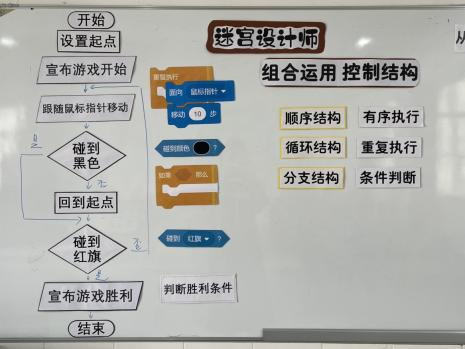 开始
设置起点
宣布游戏开始
跟随鼠标指针移动
是
碰到
黑色
否
回到起点
碰到
红旗
否
是
宣布游戏胜利
结束
重复执行
面向 鼠标指针
移动 10 步
碰到颜色 ?
如果 那么
碰到 红旗 ?
判断胜利条件
迷宫设计师
组合运用 控制结构
顺序结构 有序执行
循环结构 重复执行
分支结构 条件判断
从